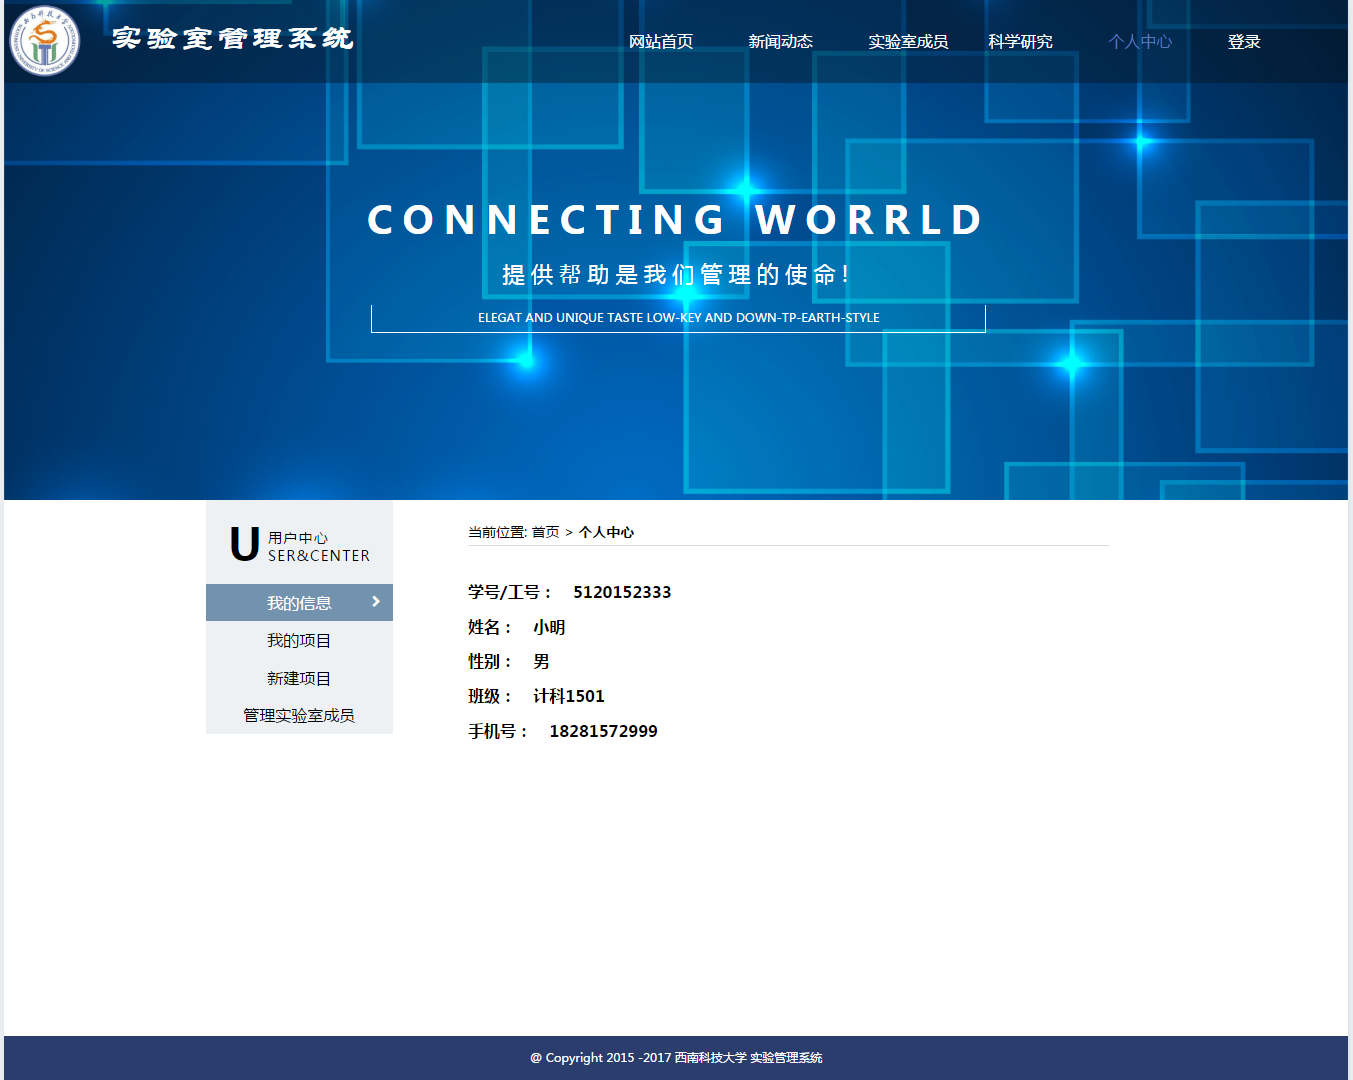 实验室管理系统
网站首页 新闻动态 实验室成员 科学研究 个人中心 登录
CONNECTING WORRLD
提供帮助是我们管理的使命！
ELEGAT AND UNIQUE TASTE LOW-KEY AND DOWN-TP-EARTH-STYLE
U 用户中心
SER&CENTER
我的信息
我的项目
新建项目
管理实验室成员
当前位置: 首页 > 个人中心
学号/工号： 5120152333
姓名： 小明
性别： 男
班级： 计科1501
手机号： 18281572999
@ Copyright 2015 -2017 西南科技大学 实验管理系统